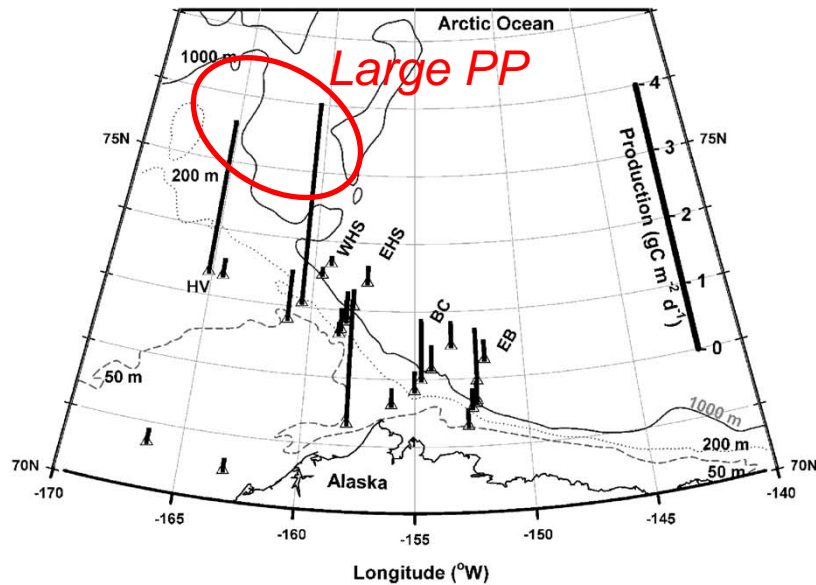 Arctic Ocean
1000 m
Large PP
4
75N
75N
3
200 m
Production (gC m⁻² d⁻¹)
2
WHS
EHS
1
HV
BC
EB
0
50 m
1000 m
200 m
50 m
70N
70N
Alaska
-170
-140
-165
-145
-160
-155
-150
Longitude (°W)